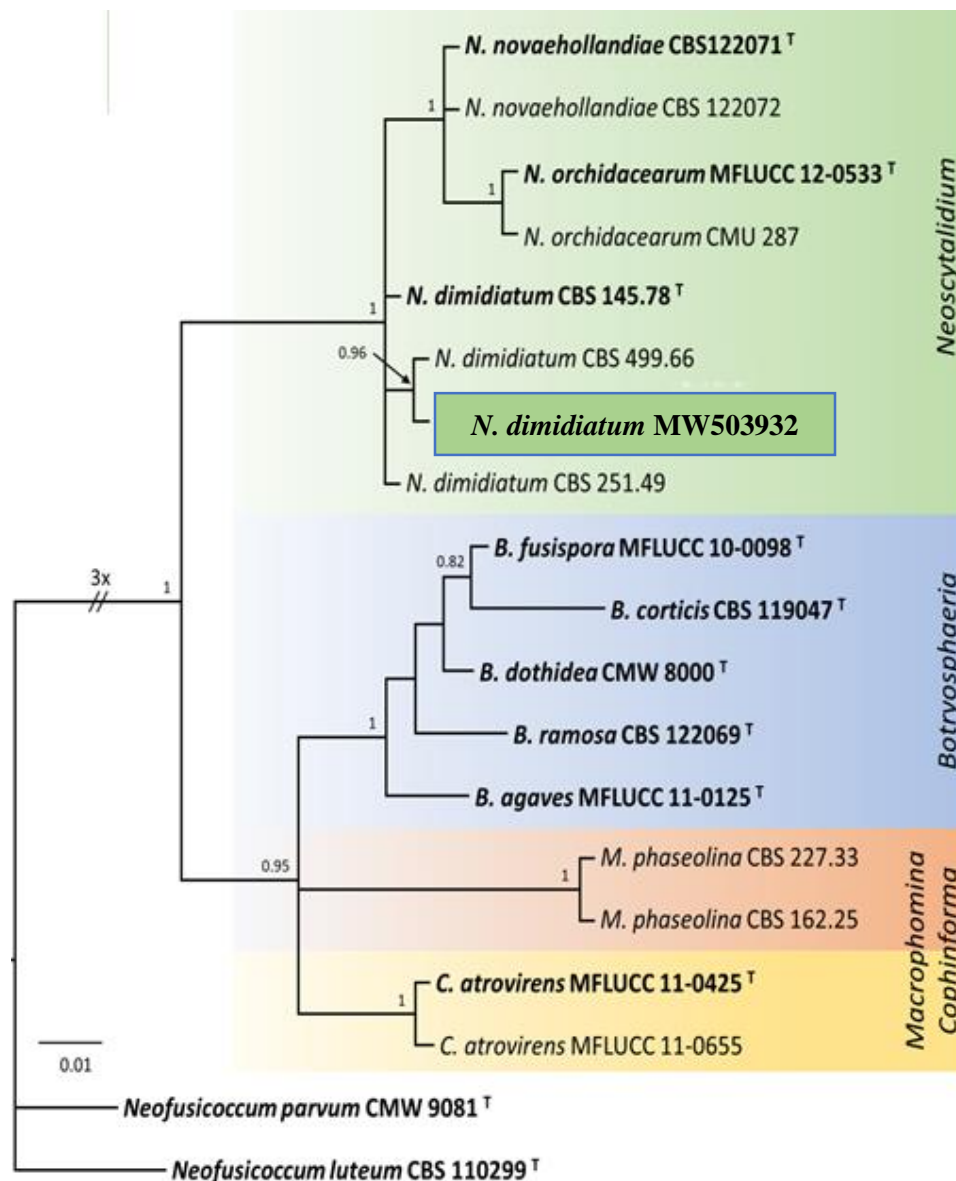 N. novaehollandiae CBS122071 T
1
N. novaehollandiae CBS 122072
N. orchidacearum MFLUCC 12-0533 T
1
N. orchidacearum CMU 287
N. dimidiatum CBS 145.78 T
1
0.96
N. dimidiatum CBS 499.66
N. dimidiatum MW503932
N. dimidiatum CBS 251.49
Neoscytalidium
B. fusispora MFLUCC 10-0098 T
0.82
3x
1
B. corticis CBS 119047 T
B. dothidea CMW 8000 T
1
B. ramosa CBS 122069 T
B. agaves MFLUCC 11-0125 T
Botryosphaeria
0.95
M. phaseolina CBS 227.33
1
M. phaseolina CBS 162.25
Macrophomina
C. atrovirens MFLUCC 11-0425 T
1
C. atrovirens MFLUCC 11-0655
Cophinforma
0.01
Neofusicoccum parvum CMW 9081 T
Neofusicoccum luteum CBS 110299 T